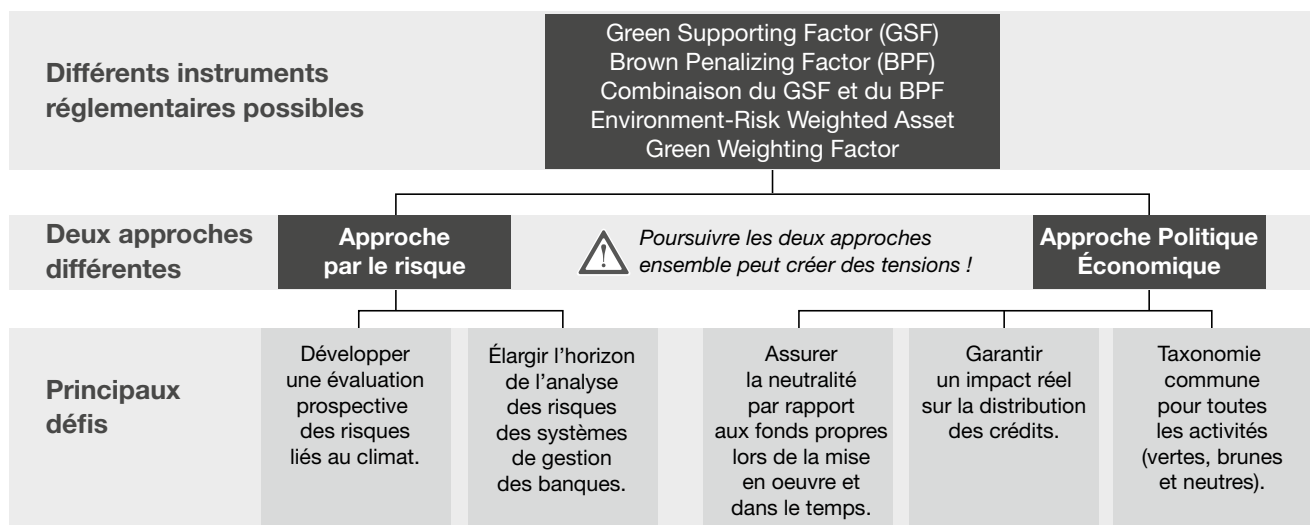 Différents instruments
réglementaires possibles
Green Supporting Factor (GSF)
Brown Penalizing Factor (BPF)
Combinaison du GSF et du BPF
Environment-Risk Weighted Asset
Green Weighting Factor
Deux approches
différentes
Approche
par le risque
Poursuivre les deux approches
ensemble peut créer des tensions !
Approche Politique
Économique
Principaux
défis
Développer
une évaluation
prospective
des risques
liés au climat.
Élargir l’horizon
de l’analyse
des risques
des systèmes
de gestion
des banques.
Assurer
la neutralité
par rapport
aux fonds propres
lors de la mise
en oeuvre et
dans le temps.
Garantir
un impact réel
sur la distribution
des crédits.
Taxonomie
commune
pour toutes
les activités
(vertes, brunes
et neutres).